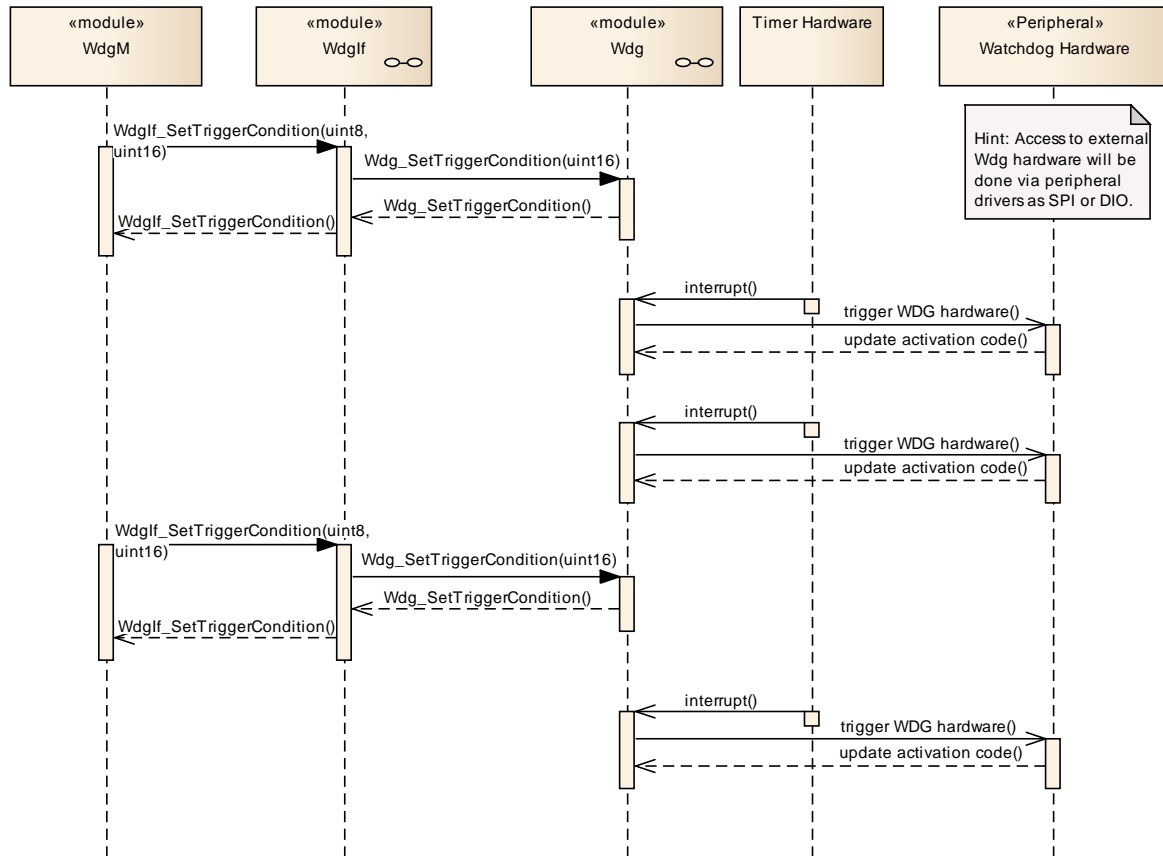 «module»
WdgM
«module»
WdgIf
«module»
Wdg
Timer Hardware
«Peripheral»
Watchdog Hardware
Hint: Access to external
Wdg hardware will be
done via peripheral
drivers as SPI or DIO.
WdgIf_SetTriggerCondition(uint8,
uint16)
Wdg_SetTriggerCondition(uint16)
Wdg_SetTriggerCondition()
WdgIf_SetTriggerCondition()
interrupt()
trigger WDG hardware()
update activation code()
interrupt()
trigger WDG hardware()
update activation code()
WdgIf_SetTriggerCondition(uint8,
uint16)
Wdg_SetTriggerCondition(uint16)
Wdg_SetTriggerCondition()
WdgIf_SetTriggerCondition()
interrupt()
trigger WDG hardware()
update activation code()